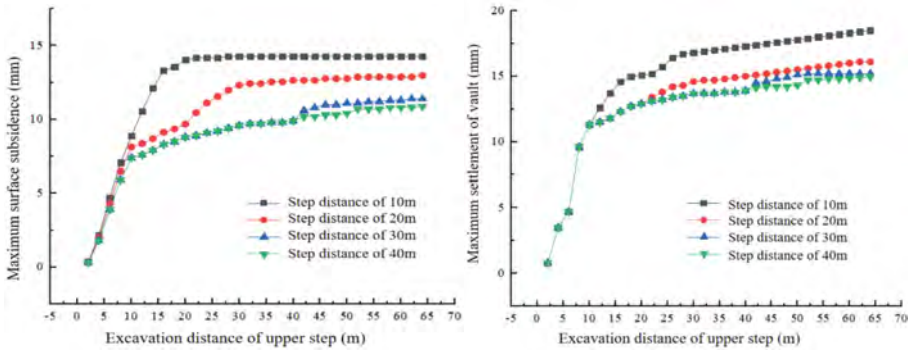 15
10
5
0
Maximum surface subsidence (mm)
Step distance of 10m
Step distance of 20m
Step distance of 30m
Step distance of 40m
-5 0 5 10 15 20 25 30 35 40 45 50 55 60 65 70
Excavation distance of upper step (m)
20
15
10
5
0
Maximum settlement of vault (mm)
Step distance of 10m
Step distance of 20m
Step distance of 30m
Step distance of 40m
-5 0 5 10 15 20 25 30 35 40 45 50 55 60 65 70
Excavation distance of upper step (m)